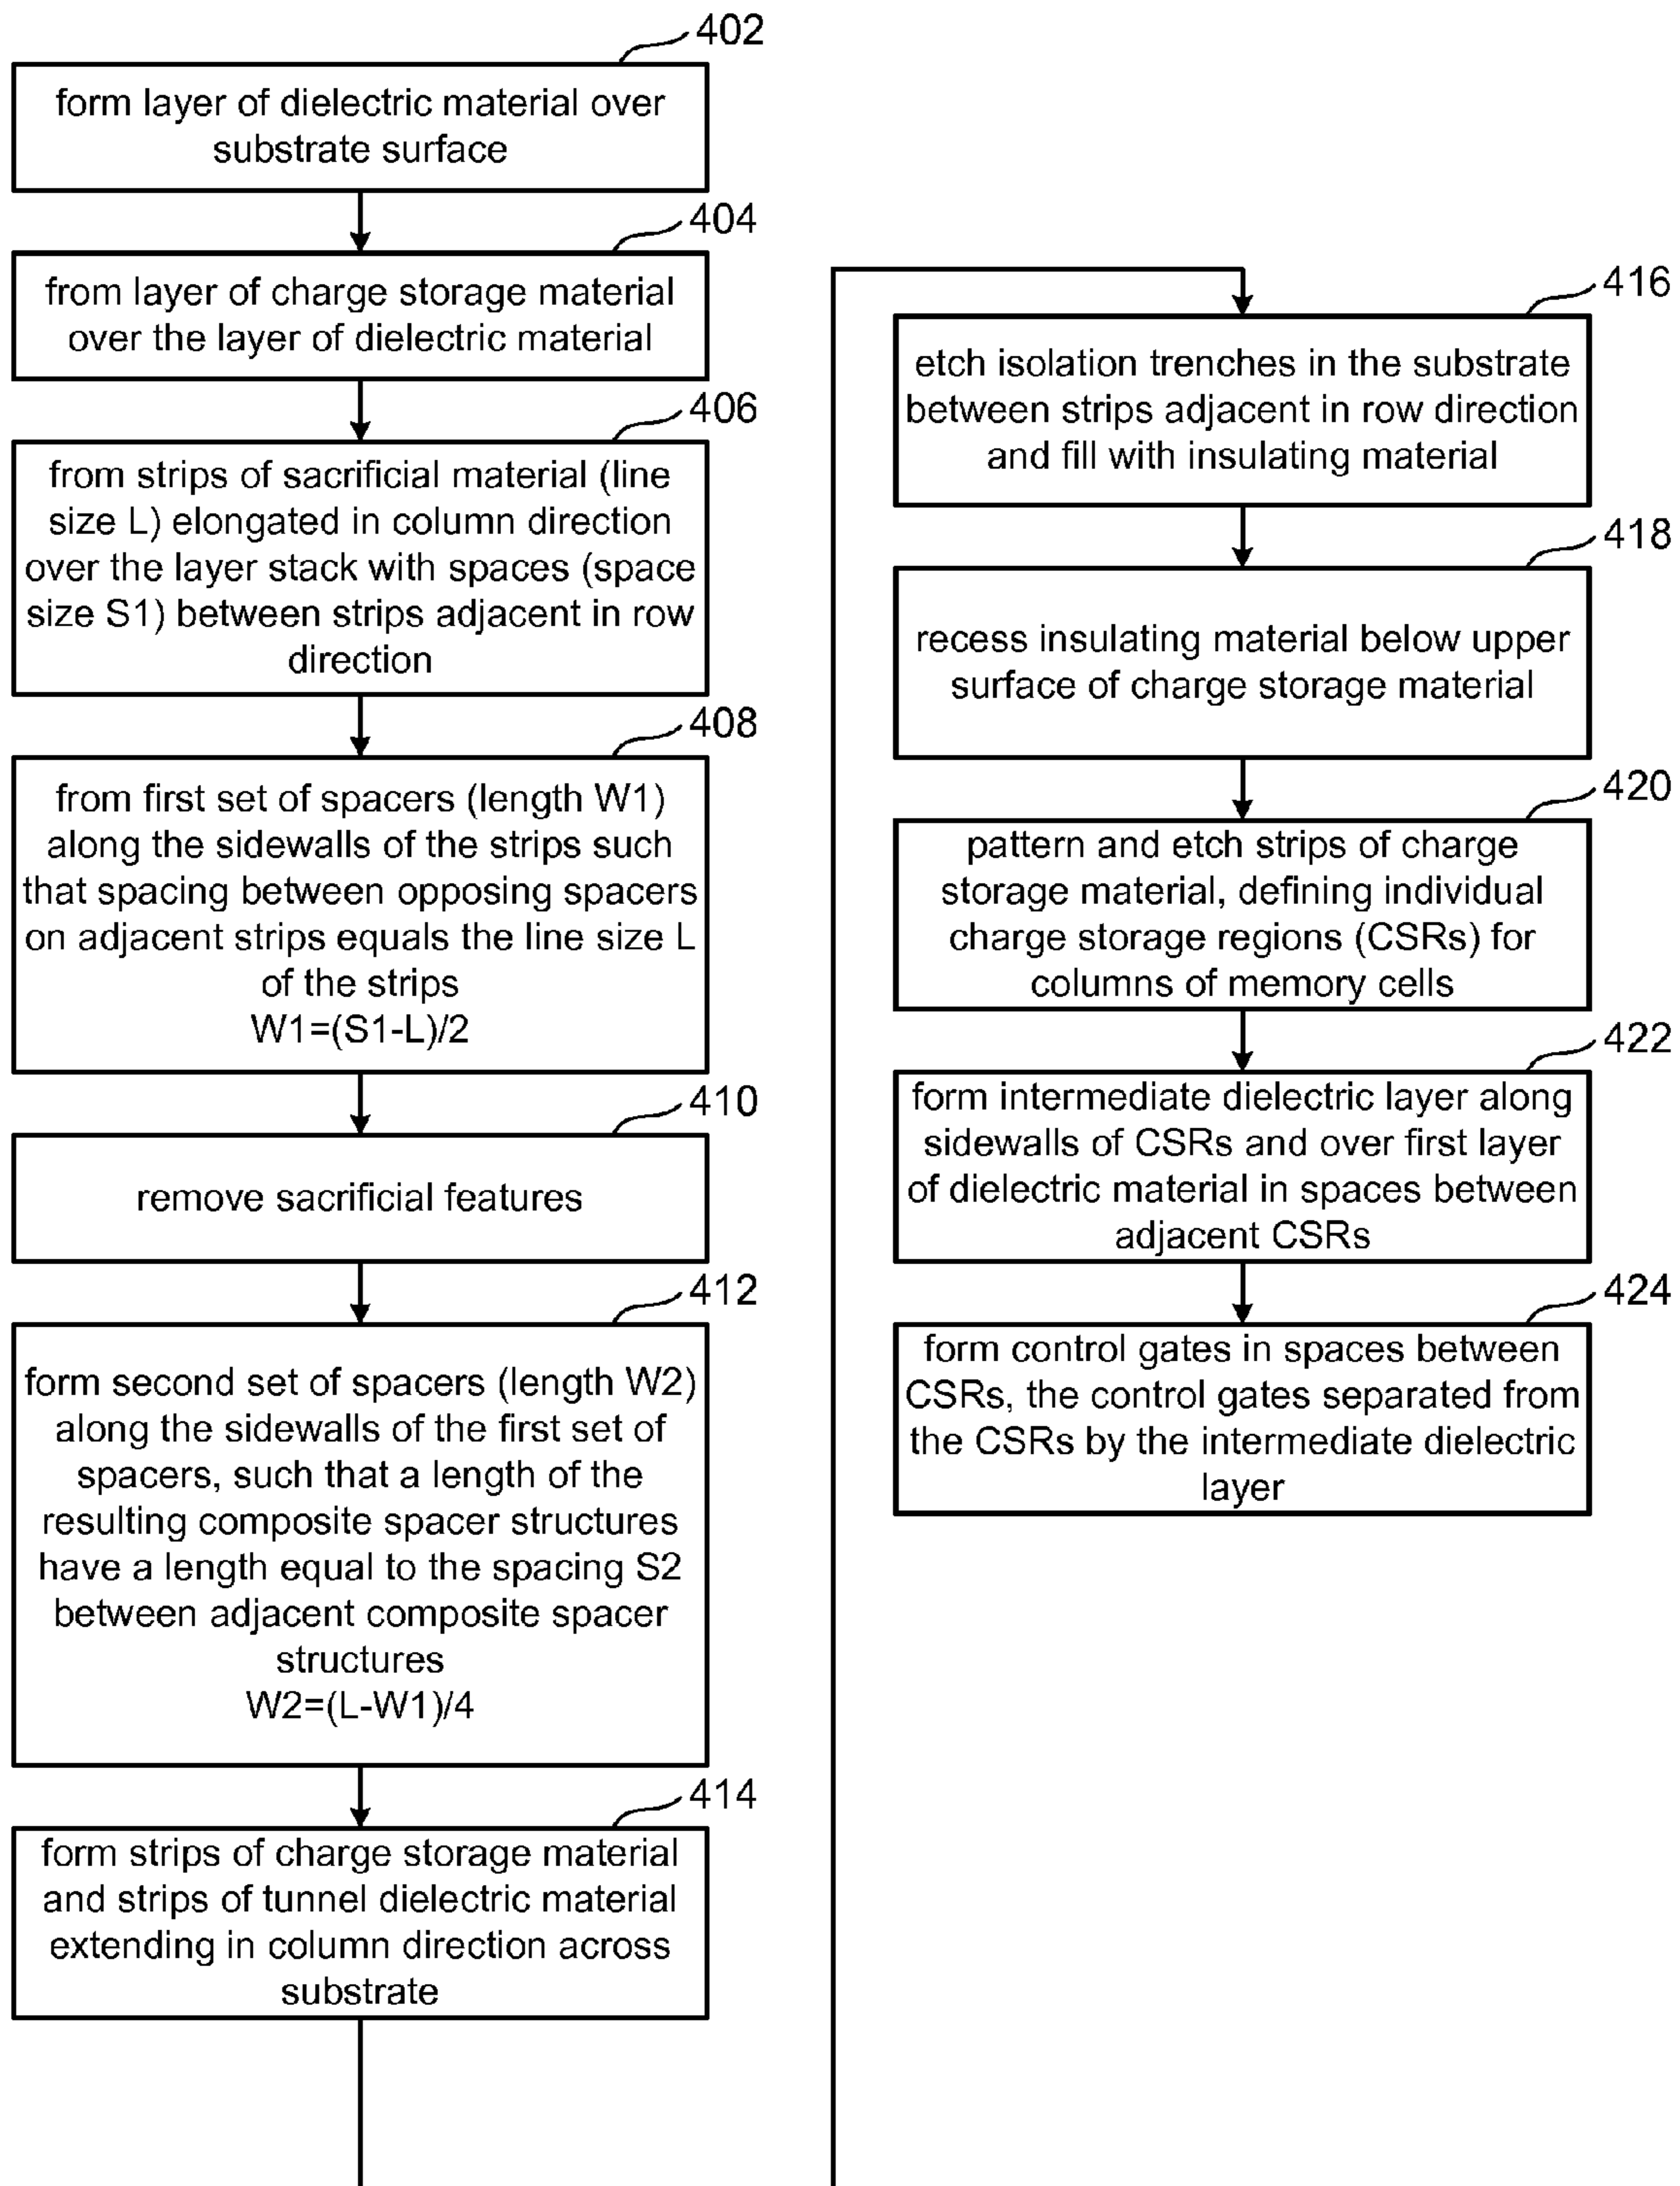 402
form layer of dielectric material over
substrate surface
404
from layer of charge storage material
over the layer of dielectric material
406
from strips of sacrificial material (line
size L) elongated in column direction
over the layer stack with spaces (space
size S1) between strips adjacent in row
direction
408
from first set of spacers (length W1)
along the sidewalls of the strips such
that spacing between opposing spacers
on adjacent strips equals the line size L
of the strips
W1=(S1-L)/2
410
remove sacrificial features
412
form second set of spacers (length W2)
along the sidewalls of the first set of
spacers, such that a length of the
resulting composite spacer structures
have a length equal to the spacing S2
between adjacent composite spacer
structures
W2=(L-W1)/4
414
form strips of charge storage material
and strips of tunnel dielectric material
extending in column direction across
substrate
416
etch isolation trenches in the substrate
between strips adjacent in row direction
and fill with insulating material
418
recess insulating material below upper
surface of charge storage material
420
pattern and etch strips of charge
storage material, defining individual
charge storage regions (CSRs) for
columns of memory cells
422
form intermediate dielectric layer along
sidewalls of CSRs and over first layer
of dielectric material in spaces between
adjacent CSRs
424
form control gates in spaces between
CSRs, the control gates separated from
the CSRs by the intermediate dielectric
layer